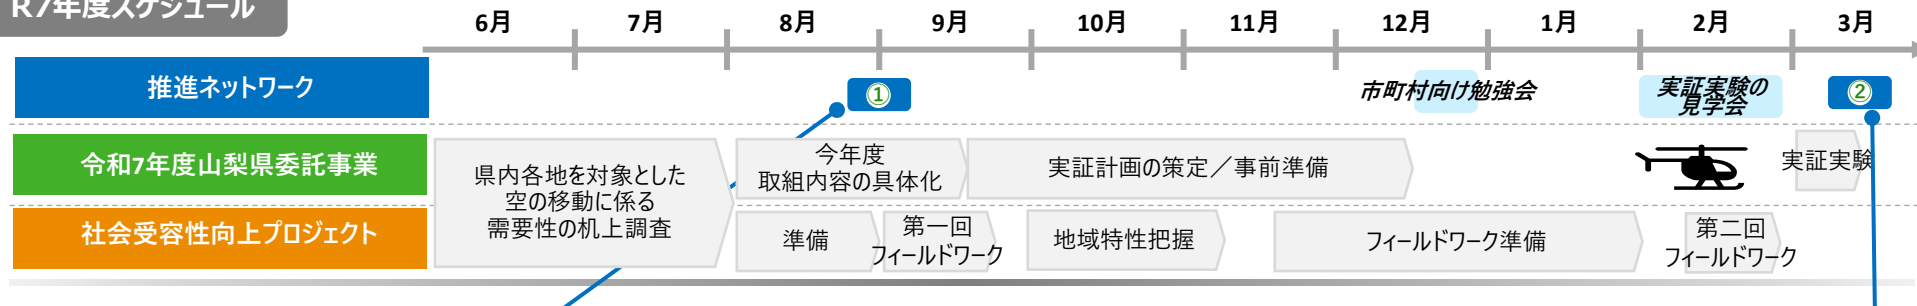 R7年度スケジュール
6月
7月
8月
9月
10月
11月
12月
1月
2月
3月
推進ネットワーク
①
市町村向け勉強会
実証実験の
見学会
②
令和7年度山梨県委託事業
県内各地を対象とした
空の移動に係る
需要性の机上調査
今年度
取組内容の具体化
実証計画の策定／事前準備
実証実験
社会受容性向上プロジェクト
準備
第一回
フィールドワーク
地域特性把握
フィールドワーク準備
第二回
フィールドワーク